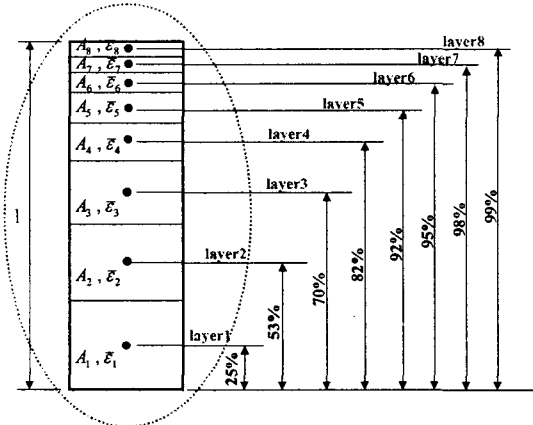 A₈ , ε̄₈
layer8
A₇ , ε̄₇
layer7
A₆ , ε̄₆
layer6
A₅ , ε̄₅
layer5
A₄ , ε̄₄
layer4
A₃ , ε̄₃
layer3
A₂ , ε̄₂
layer2
A₁ , ε̄₁
layer1
1
25%
53%
70%
82%
92%
95%
98%
99%